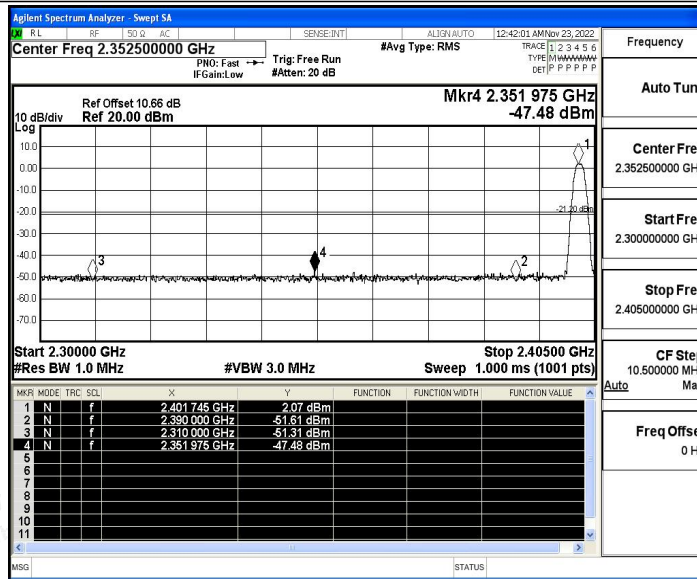 Agilent Spectrum Analyzer - Swept SA
LXI RL RF 50 Ω AC SENSE:INT ALIGN AUTO 12:42:01 AM Nov 23, 2022
Center Freq 2.352500000 GHz
#Avg Type: RMS
TRACE 1 2 3 4 5 6
TYPE M WWWWW
DET P P P P P P
PNO: Fast
IFGain:Low
Trig: Free Run
#Atten: 20 dB
Frequency
Auto Tun
Mkr4 2.351 975 GHz
-47.48 dBm
Ref Offset 10.66 dB
10 dB/div Ref 20.00 dBm
Log
10.0
0.00
-10.0
-20.0
-30.0
-40.0
-50.0
-60.0
-70.0
1
-21.20 dBm
4
3
2
Center Fre
2.352500000 GH
Start Fre
2.300000000 GH
Stop Fre
2.405000000 GH
Start 2.30000 GHz Stop 2.40500 GHz
#Res BW 1.0 MHz #VBW 3.0 MHz Sweep 1.000 ms (1001 pts)
CF Ste
10.500000 MH
Auto Ma
Freq Offse
0 H
MKR MODE TRC SCL X Y FUNCTION FUNCTION WIDTH FUNCTION VALUE
1 N f 2.401 745 GHz 2.07 dBm
2 N f 2.390 000 GHz -51.61 dBm
3 N f 2.310 000 GHz -51.31 dBm
4 N f 2.351 975 GHz -47.48 dBm
5
6
7
8
9
10
11
MSG STATUS